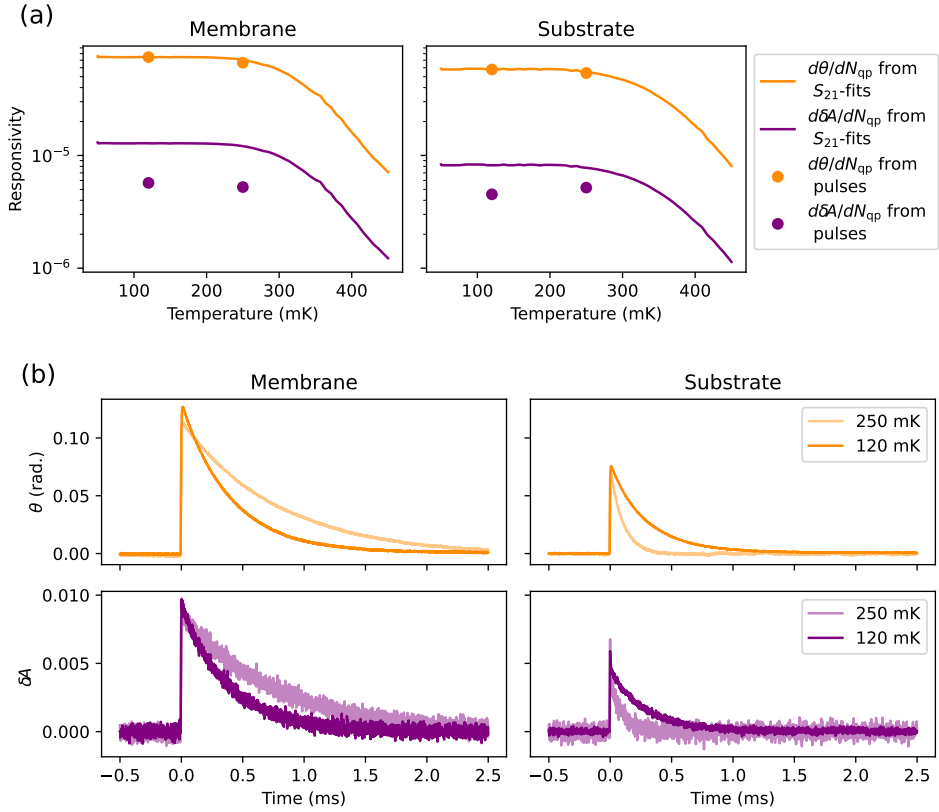 (a)
Membrane
Substrate
Responsivity
10⁻⁵
10⁻⁶
100 200 300 400
100 200 300 400
Temperature (mK)
Temperature (mK)
dθ/dNqp from
S21-fits
dδA/dNqp from
S21-fits
dθ/dNqp from
pulses
dδA/dNqp from
pulses
(b)
Membrane
Substrate
θ (rad.)
0.10
0.05
0.00
250 mK
120 mK
δA
0.010
0.005
0.000
250 mK
120 mK
−0.5 0.0 0.5 1.0 1.5 2.0 2.5
−0.5 0.0 0.5 1.0 1.5 2.0 2.5
Time (ms)
Time (ms)